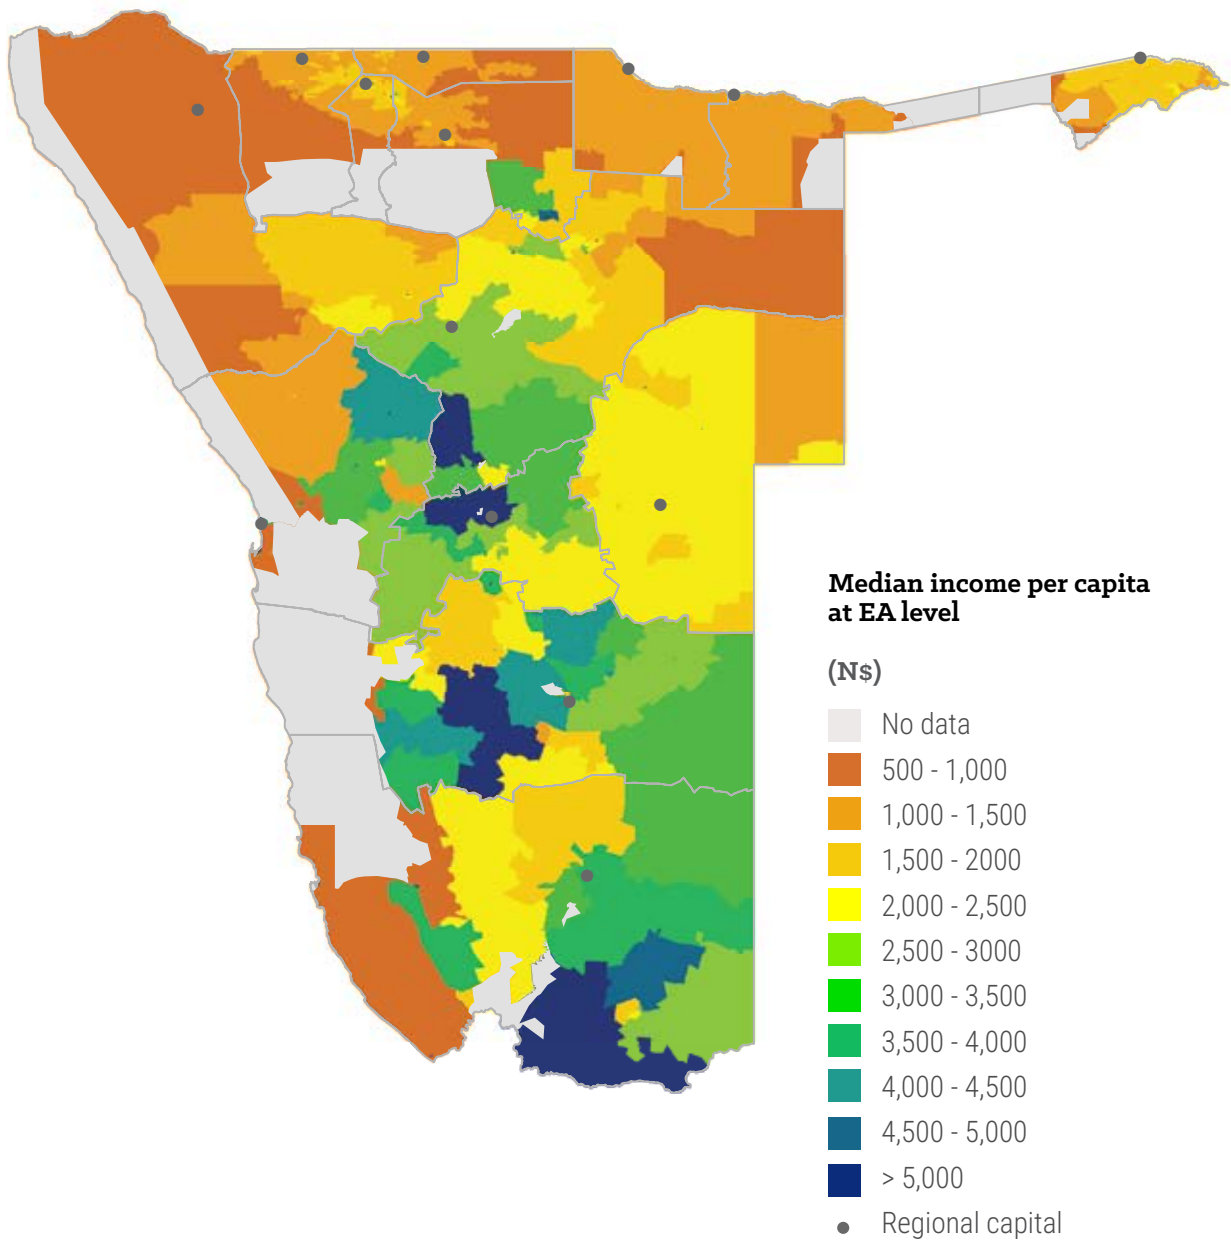 Median income per capita
at EA level
(N$)
No data
500 - 1,000
1,000 - 1,500
1,500 - 2000
2,000 - 2,500
2,500 - 3000
3,000 - 3,500
3,500 - 4,000
4,000 - 4,500
4,500 - 5,000
> 5,000
Regional capital